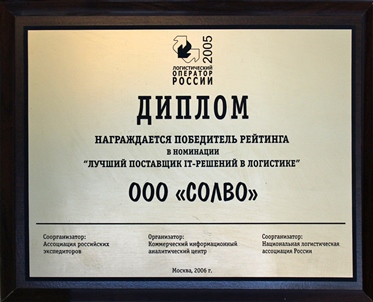 2005
ЛОГИСТИЧЕСКИЙ
ОПЕРАТОР
РОССИИ
ДИПЛОМ
НАГРАЖДАЕТСЯ ПОБЕДИТЕЛЬ РЕЙТИНГА
В НОМИНАЦИИ
"ЛУЧШИЙ ПОСТАВЩИК IT-РЕШЕНИЙ В ЛОГИСТИКЕ"
ООО «СОЛВО»
Соорганизатор:
Ассоциация российских
экспедиторов
Организатор:
Коммерческий информационный
аналитический центр
Соорганизатор:
Национальная логистическая
ассоциация России
Москва, 2006 г.